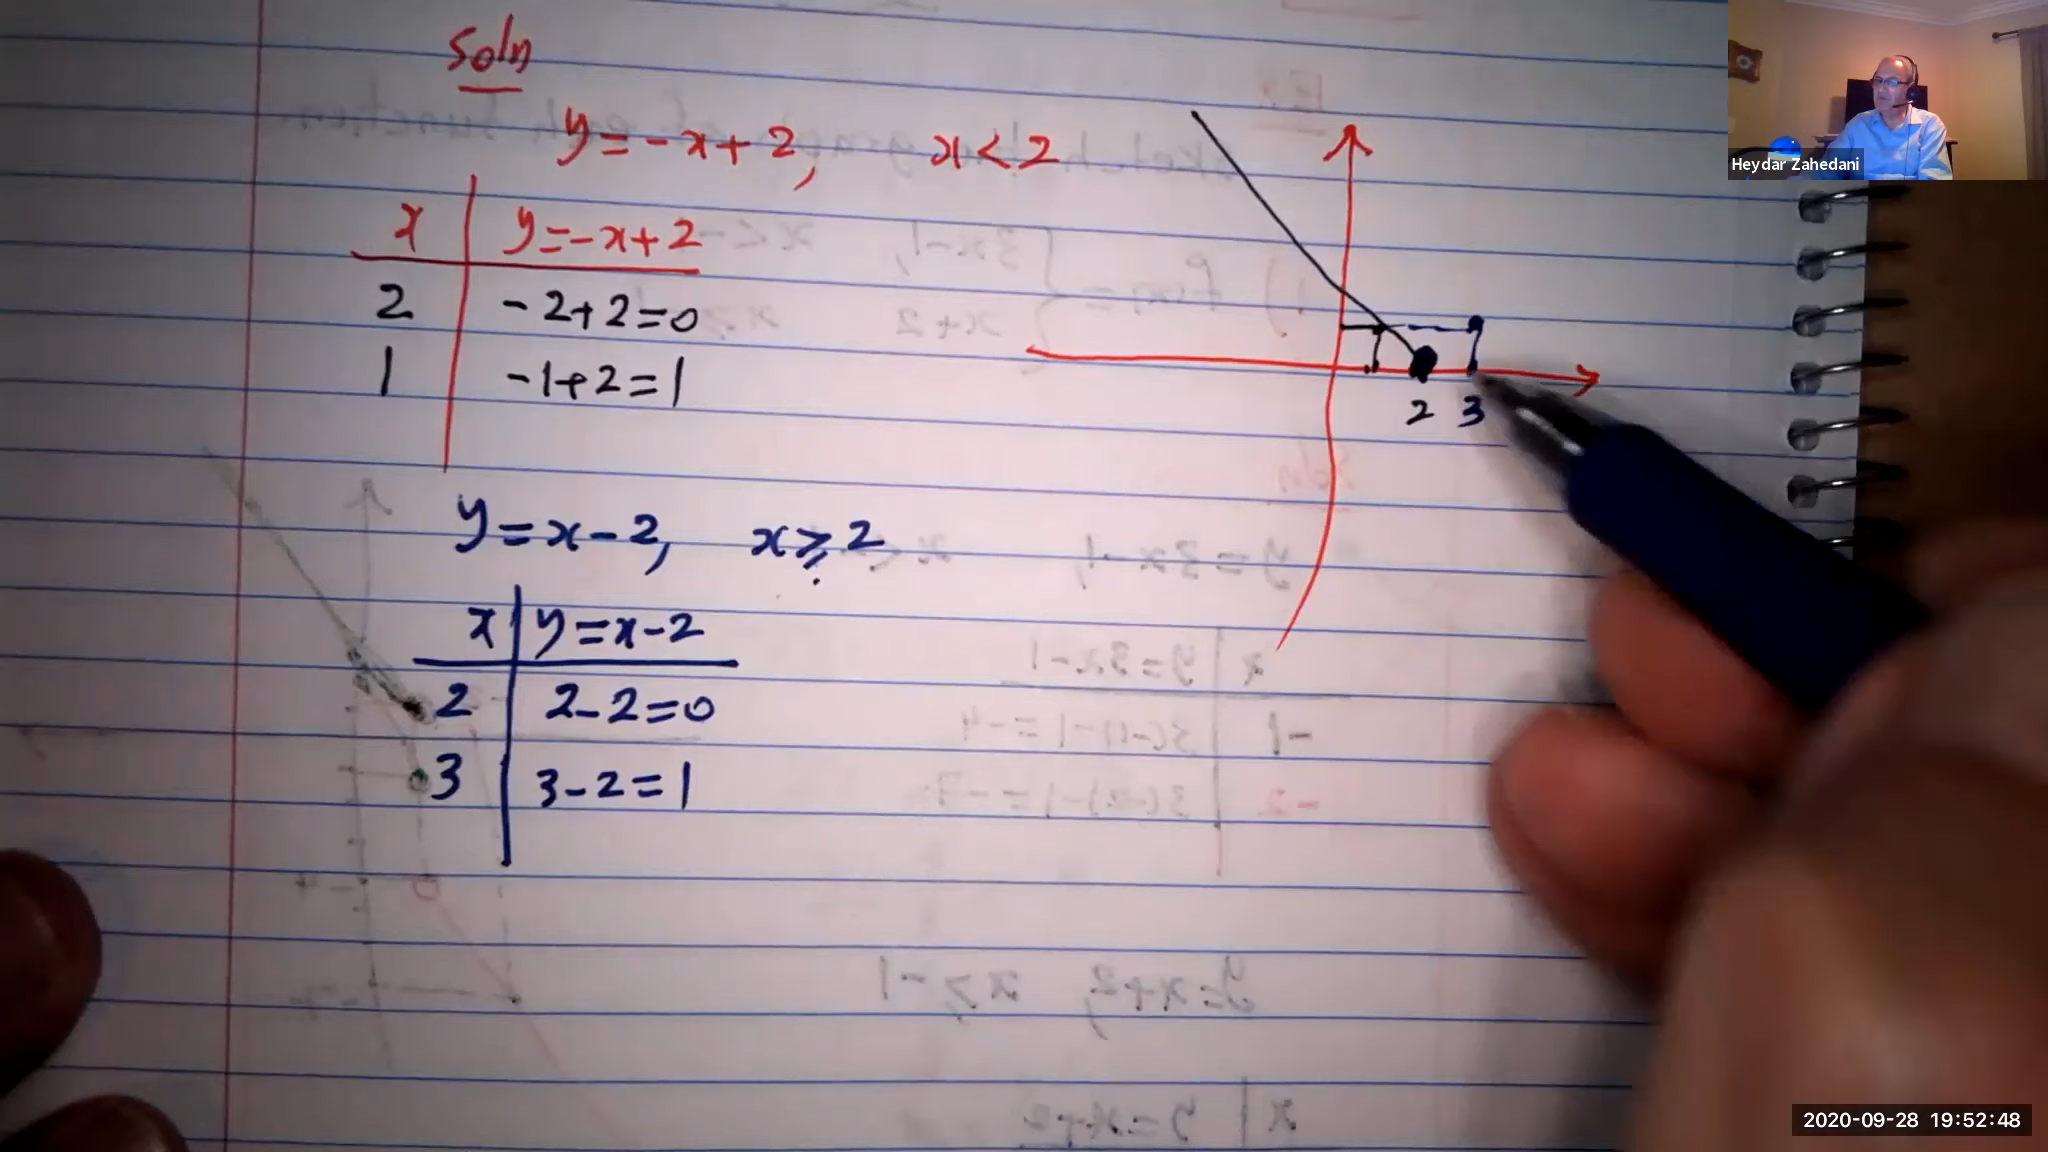 Soln
y = -x + 2, x < 2
x y = -x + 2
2 - 2 + 2 = 0
1 - 1 + 2 = 1
2 3
y = x - 2, x ≥ 2
x y = x - 2
2 2 - 2 = 0
3 3 - 2 = 1
Heydar Zahedani
2020-09-28 19:52:48